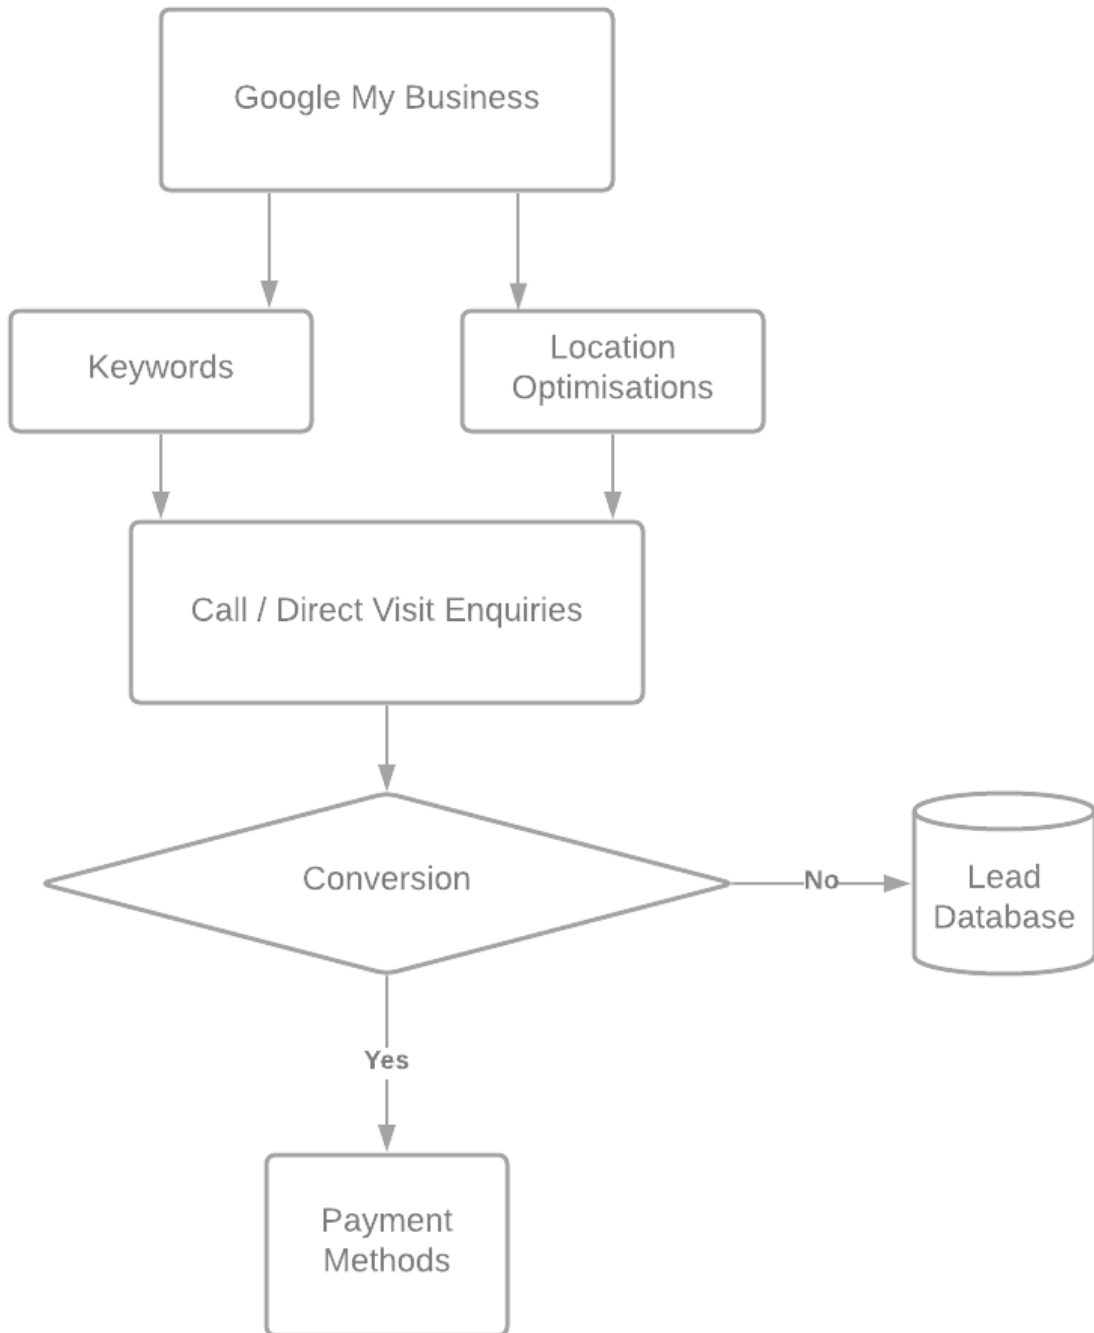 Google My Business
Keywords
Location
Optimisations
Call / Direct Visit Enquiries
Conversion
No
Lead
Database
Yes
Payment
Methods